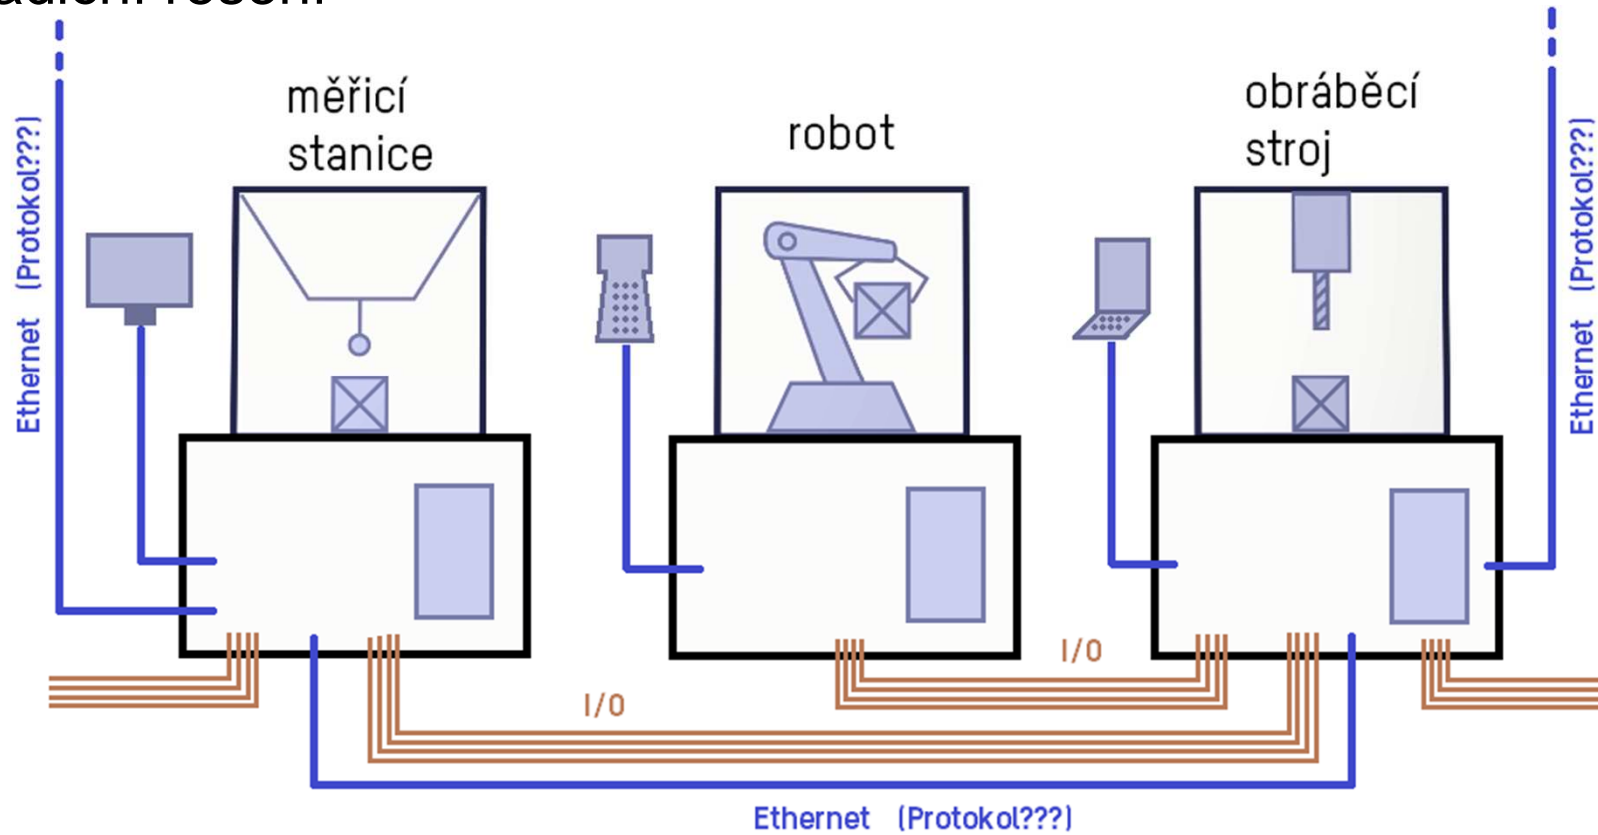 měřicí
stanice
robot
obráběcí
stroj
Ethernet (Protokol???)
Ethernet (Protokol???)
I/O
I/O
Ethernet (Protokol???)